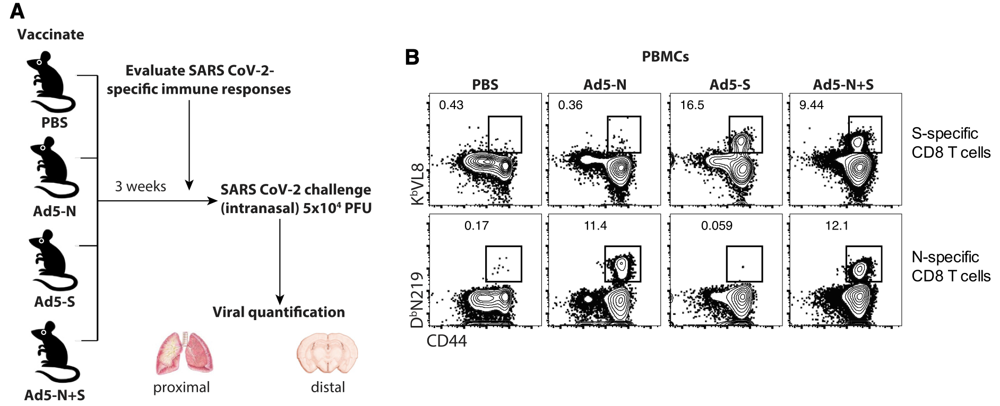 A
Vaccinate
PBS
Ad5-N
Ad5-S
Ad5-N+S
Evaluate SARS CoV-2-
specific immune responses
3 weeks
SARS CoV-2 challenge
(intranasal) 5x10⁴ PFU
Viral quantification
proximal
distal
B
PBMCs
PBS
Ad5-N
Ad5-S
Ad5-N+S
0.43
0.36
16.5
9.44
KᵇVL8
S-specific
CD8 T cells
0.17
11.4
0.059
12.1
DᵇN219
N-specific
CD8 T cells
CD44